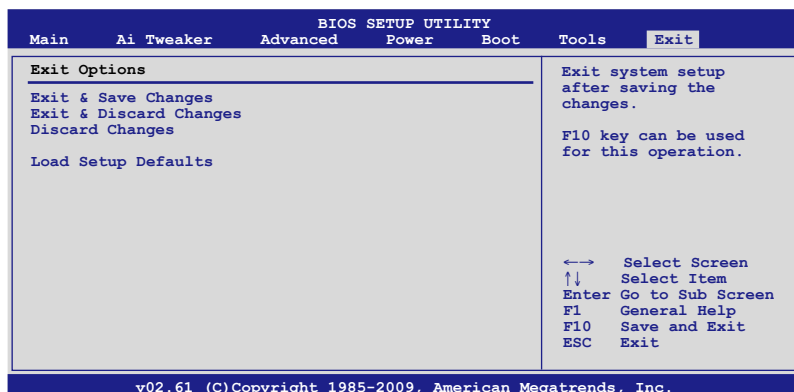 BIOS SETUP UTILITY
Main Ai Tweaker Advanced Power Boot Tools Exit
Exit Options
Exit & Save Changes
Exit & Discard Changes
Discard Changes
Load Setup Defaults
Exit system setup
after saving the
changes.
F10 key can be used
for this operation.
←→ Select Screen
↑↓ Select Item
Enter Go to Sub Screen
F1 General Help
F10 Save and Exit
ESC Exit
v02.61 (C)Copyright 1985-2009, American Megatrends, Inc.